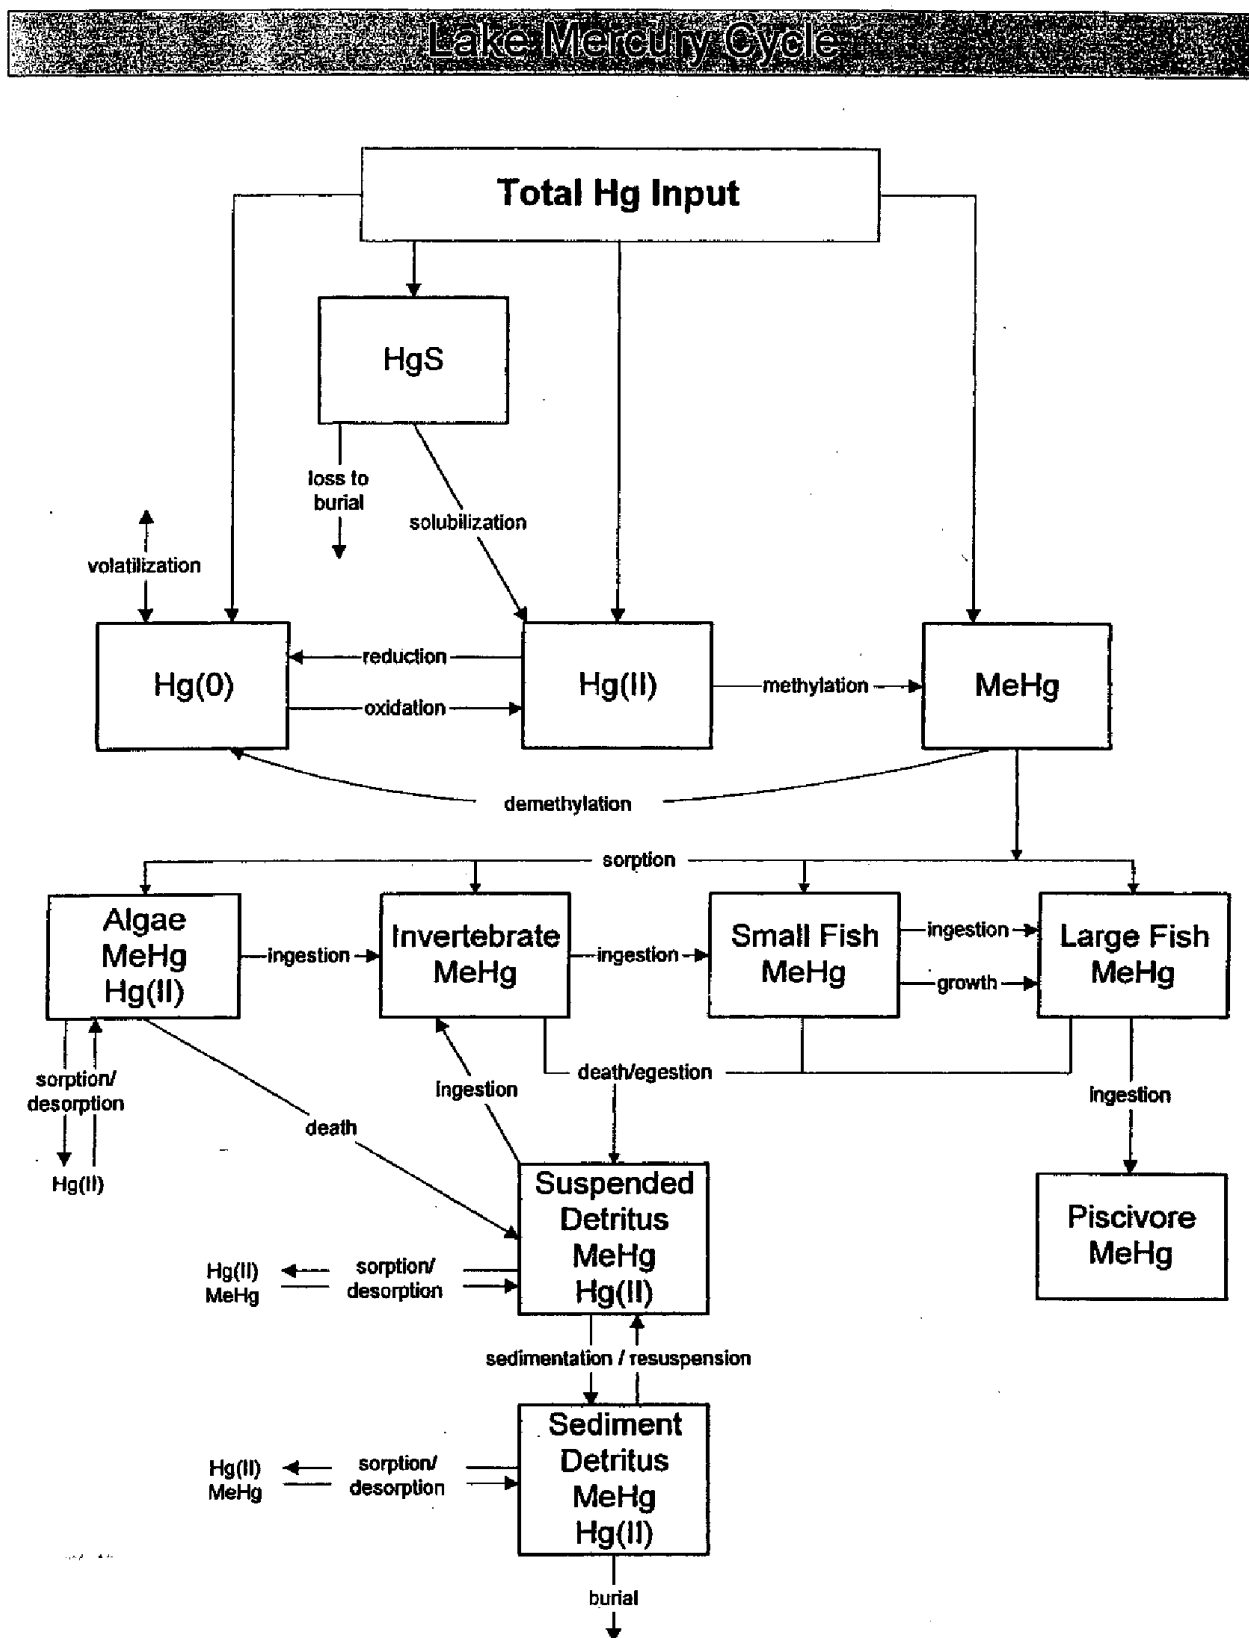 Lake Mercury Cycle
Total Hg Input
HgS
loss to
burial
solubilization
volatilization
Hg(0)
reduction
oxidation
Hg(II)
methylation
MeHg
demethylation
sorption
Algae
MeHg
Hg(II)
ingestion
Invertebrate
MeHg
ingestion
Small Fish
MeHg
ingestion
growth
Large Fish
MeHg
sorption/
desorption
Hg(II)
death
ingestion
death/egestion
ingestion
Piscivore
MeHg
Suspended
Detritus
MeHg
Hg(II)
Hg(II)
MeHg
sorption/
desorption
sedimentation / resuspension
Sediment
Detritus
MeHg
Hg(II)
Hg(II)
MeHg
sorption/
desorption
burial